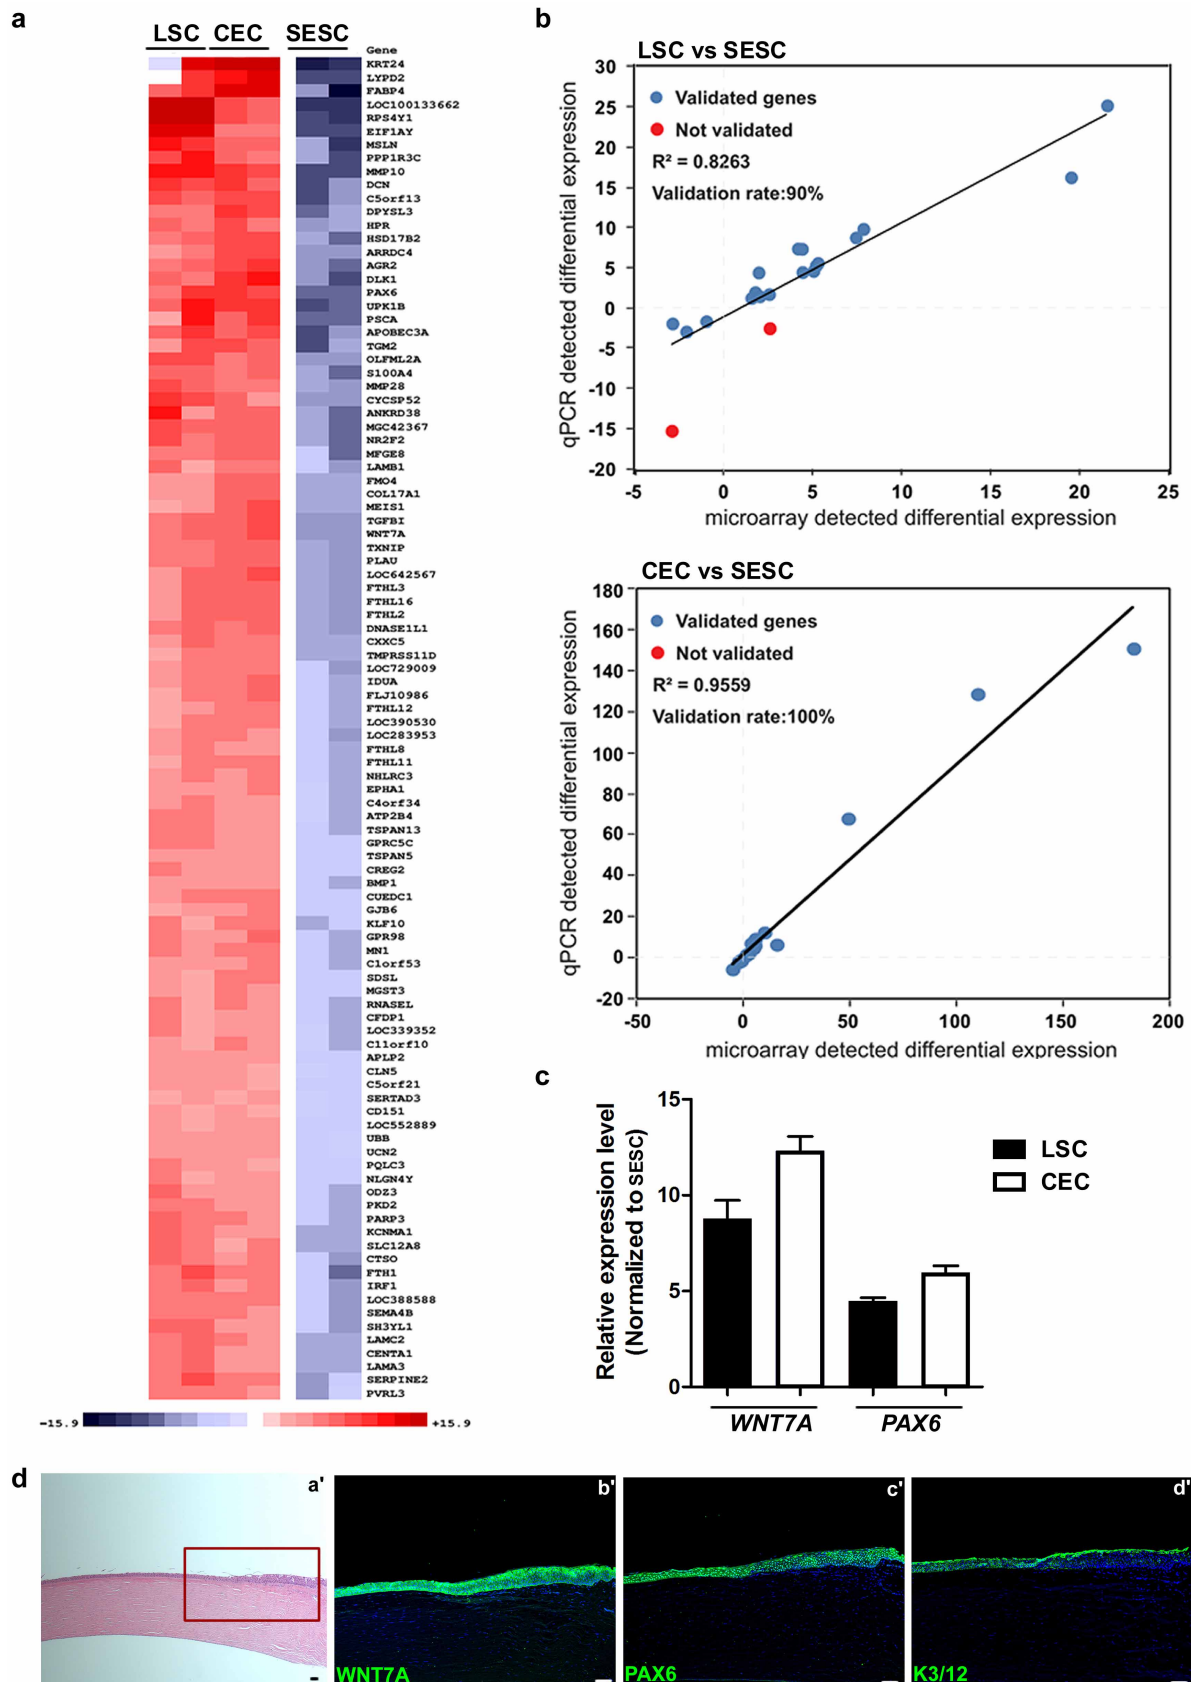 a
LSC CEC SESC
Gene
KRT24
LYPD2
FABP4
LOC100133662
RPS4Y1
EIF1AY
MSLN
PPP1R3C
MMP10
DCN
C5orf13
DPYSL3
HPR
HSD17B2
ARRDC4
AGR2
DLK1
PAX6
UPK1B
PSCA
APOBEC3A
TGM2
OLFML2A
S100A4
MMP28
CYCSP52
ANKRD38
MGC42367
NR2F2
MFGE8
LAMB1
FMO4
COL17A1
MEIS1
TGFBI
WNT7A
TXNIP
PLAU
LOC642567
FTHL3
FTHL16
FTHL2
DNASE1L1
CXXC5
TMPRSS11D
LOC729009
IDUA
FLJ10986
FTHL12
LOC390530
LOC283953
FTHL8
FTHL11
NHLRC3
EPHA1
C4orf34
ATP2B4
TSPAN13
GPRC5C
TSPAN5
CREG2
BMP1
CUEDC1
GJB6
KLF10
GPR98
MN1
C1orf53
SDSL
MGST3
RNASEL
CFDP1
LOC339352
C11orf10
APLP2
CLN5
C5orf21
SERTAD3
CD151
LOC552889
UBB
UCN2
PQLC3
NLGN4Y
ODZ3
PKD2
PARP3
KCNMA1
SLC12A8
CTSO
FTH1
IRF1
LOC388588
SEMA4B
SH3YL1
LAMC2
CENTA1
LAMA3
SERPINE2
PVRL3
-15.9 +15.9
b
LSC vs SESC
30
25
20
15
10
5
0
-5
-10
-15
-20
qPCR detected differential expression
Validated genes
Not validated
R² = 0.8263
Validation rate:90%
-5 0 5 10 15 20 25
microarray detected differential expression
CEC vs SESC
180
160
140
120
100
80
60
40
20
0
-20
qPCR detected differential expression
Validated genes
Not validated
R² = 0.9559
Validation rate:100%
-50 0 50 100 150 200
microarray detected differential expression
c
Relative expression level
(Normalized to SESC)
15
10
5
0
LSC
CEC
WNT7A PAX6
d
a' b' c' d'
WNT7A PAX6 K3/12